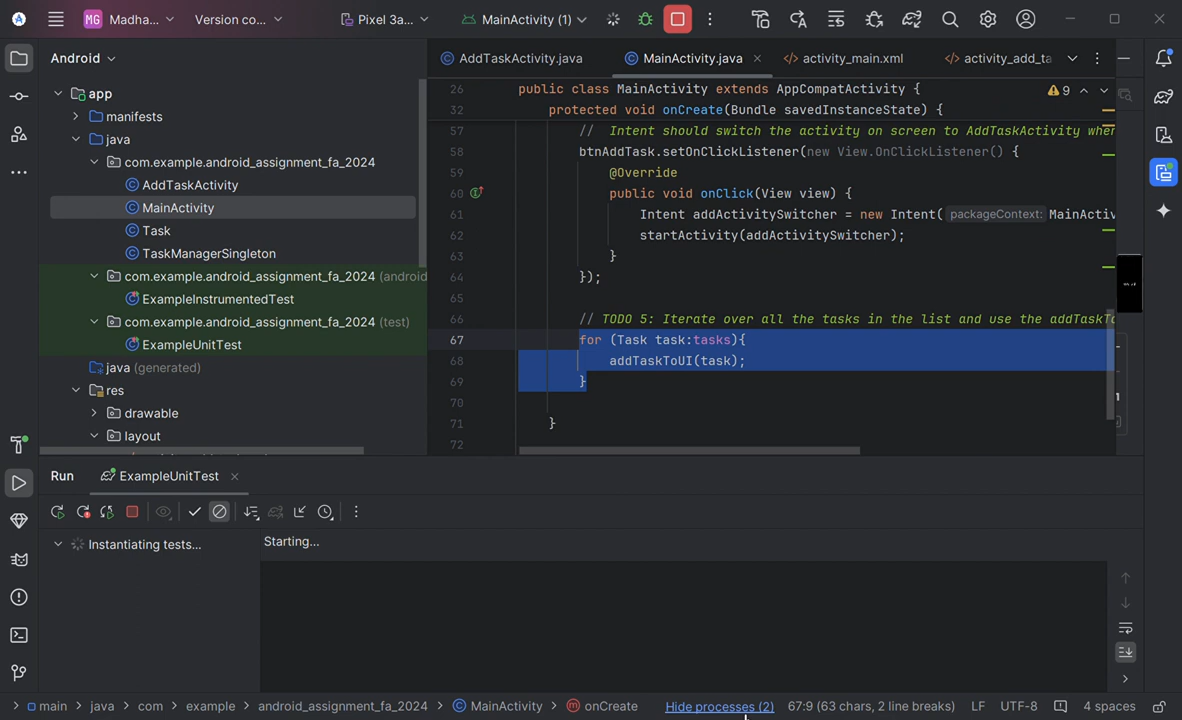 MG Madha... Version co... Pixel 3a... MainActivity (1)
Android
app
manifests
java
com.example.android_assignment_fa_2024
AddTaskActivity
MainActivity
Task
TaskManagerSingleton
com.example.android_assignment_fa_2024 (android
ExampleInstrumentedTest
com.example.android_assignment_fa_2024 (test)
ExampleUnitTest
java (generated)
res
drawable
layout
AddTaskActivity.java MainActivity.java activity_main.xml activity_add_ta
9
26 public class MainActivity extends AppCompatActivity {
32 protected void onCreate(Bundle savedInstanceState) {
57 // Intent should switch the activity on screen to AddTaskActivity when
58 btnAddTask.setOnClickListener(new View.OnClickListener() {
59 @Override
60 public void onClick(View view) {
61 Intent addActivitySwitcher = new Intent( packageContext: MainActiv
62 startActivity(addActivitySwitcher);
63 }
64 });
65
66 // TODO 5: Iterate over all the tasks in the list and use the addTaskTo
67 for (Task task:tasks){
68 addTaskToUI(task);
69 }
70
71 }
72
Run ExampleUnitTest
Instantiating tests...
Starting...
main > java > com > example > android_assignment_fa_2024 > MainActivity > onCreate Hide processes (2) 67:9 (63 chars, 2 line breaks) LF UTF-8 4 spaces